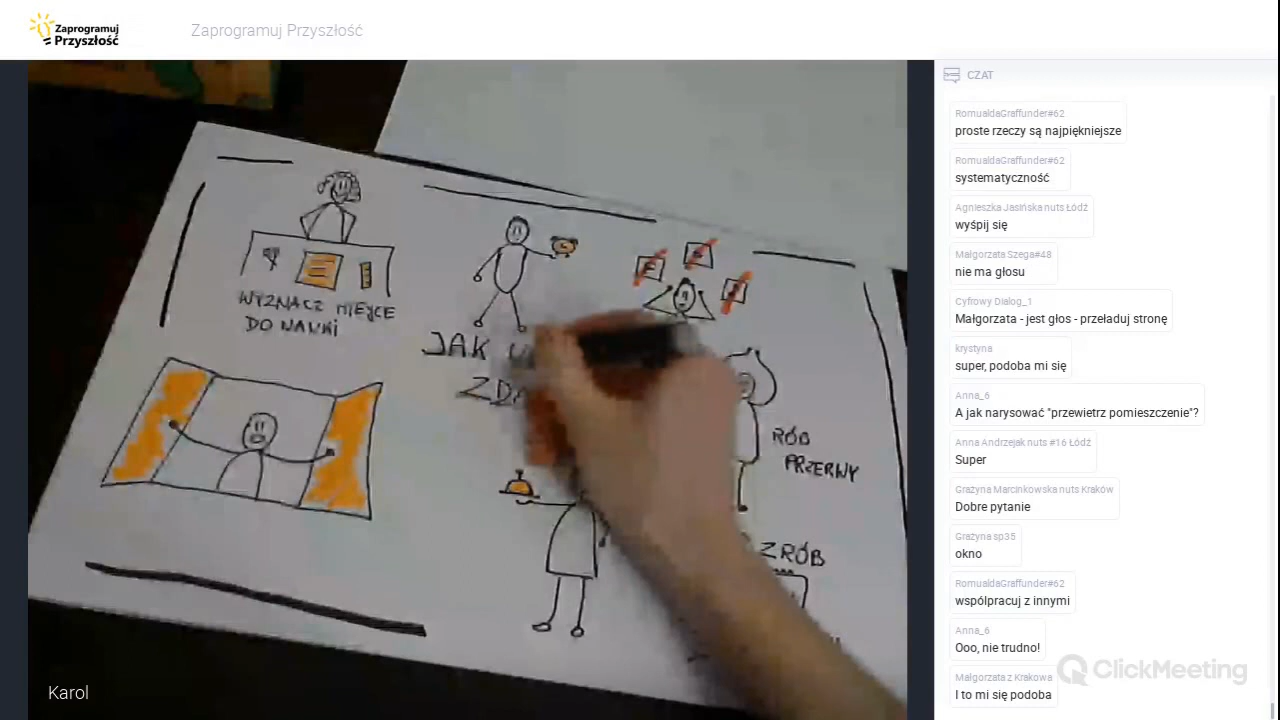 Zaprogramuj
Przyszłość
Zaprogramuj Przyszłość
CZAT
RomualdaGraffunder#62
proste rzeczy są najpiękniejsze
RomualdaGraffunder#62
systematyczność
Agnieszka Jasińska nuts Łódź
wyśpij się
Małgorzata Szega#48
nie ma głosu
Cyfrowy Dialog_1
Małgorzata - jest głos - przeładuj stronę
krystyna
super, podoba mi się
Anna_6
A jak narysować "przewietrz pomieszczenie"?
Anna Andrzejak nuts #16 Łódź
Super
Grażyna Marcinkowska nuts Kraków
Dobre pytanie
Grażyna sp35
okno
RomualdaGraffunder#62
wspólpracuj z innymi
Anna_6
Ooo, nie trudno!
Małgorzata z Krakowa
I to mi się podoba
ClickMeeting
WYZNACZ MIEJCE
DO NAUKI
JAK
RÓB
PRZERWY
ZRÓB
Karol